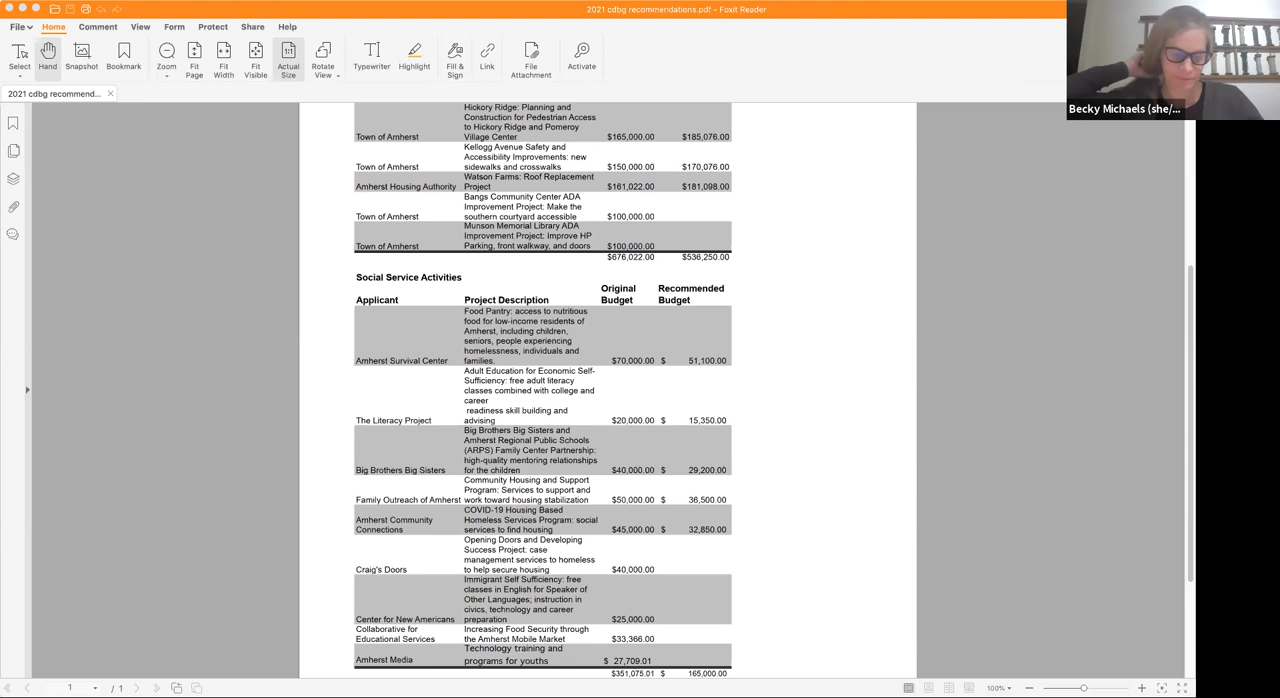 2021 cdbg recommendations.pdf - Foxit Reader
File Home Comment View Form Protect Share Help
Select Hand Snapshot Bookmark Zoom Fit Page Fit Width Fit Visible Actual Size Rotate View Typewriter Highlight Fill & Sign Link File Attachment Activate
2021 cdbg recommend...
Becky Michaels (she/...
Hickory Ridge: Planning and
Construction for Pedestrian Access
to Hickory Ridge and Pomeroy
Town of Amherst Village Center $165,000.00 $185,076.00
Kellogg Avenue Safety and
Accessibility Improvements: new
Town of Amherst sidewalks and crosswalks $150,000.00 $170,076.00
Watson Farms: Roof Replacement
Amherst Housing Authority Project $161,022.00 $181,098.00
Bangs Community Center ADA
Improvement Project: Make the
Town of Amherst southern courtyard accessible $100,000.00
Munson Memorial Library ADA
Improvement Project: Improve HP
Town of Amherst Parking, front walkway, and doors $100,000.00
$676,022.00 $536,250.00
Social Service Activities
Original Recommended
Applicant Project Description Budget Budget
Food Pantry: access to nutritious
food for low-income residents of
Amherst, including children,
seniors, people experiencing
homelessness, individuals and
Amherst Survival Center families. $70,000.00 $ 51,100.00
Adult Education for Economic Self-
Sufficiency: free adult literacy
classes combined with college and
career
readiness skill building and
The Literacy Project advising $20,000.00 $ 15,350.00
Big Brothers Big Sisters and
Amherst Regional Public Schools
(ARPS) Family Center Partnership:
high-quality mentoring relationships
Big Brothers Big Sisters for the children $40,000.00 $ 29,200.00
Community Housing and Support
Program: Services to support and
Family Outreach of Amherst work toward housing stabilization $50,000.00 $ 36,500.00
COVID-19 Housing Based
Amherst Community Homeless Services Program: social
Connections services to find housing $45,000.00 $ 32,850.00
Opening Doors and Developing
Success Project: case
management services to homeless
Craig's Doors to help secure housing $40,000.00
Immigrant Self Sufficiency: free
classes in English for Speaker of
Other Languages; instruction in
civics, technology and career
Center for New Americans preparation $25,000.00
Collaborative for Increasing Food Security through
Educational Services the Amherst Mobile Market $33,366.00
Technology training and
Amherst Media programs for youths $ 27,709.01
$351,075.01 $ 165,000.00
1 / 1 100%